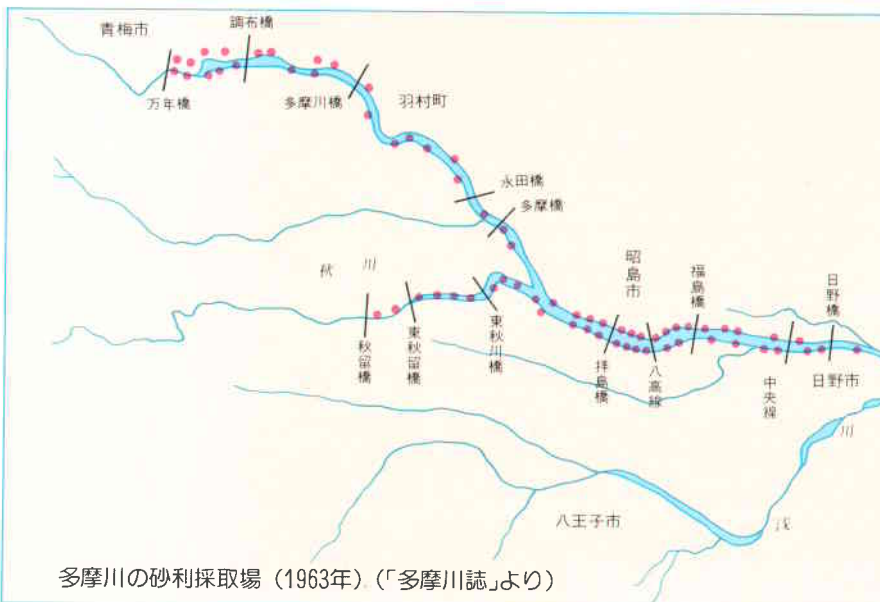 青梅市
調布橋
万年橋
多摩川橋
羽村町
永田橋
多摩橋
秋川
昭島市
福島橋
日野橋
秋留橋
東秋留橋
東秋川橋
拝島橋
八高線
中央線
日野市
川
浅
八王子市
多摩川の砂利採取場（1963年）（「多摩川誌」より）